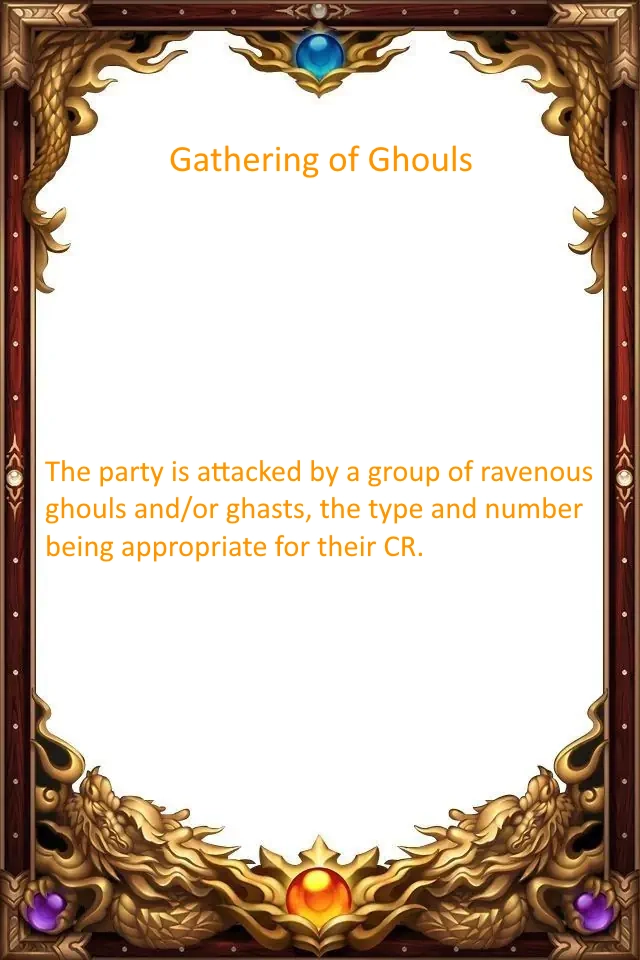 Gathering of Ghouls
The party is attacked by a group of ravenous
ghouls and/or ghasts, the type and number
being appropriate for their CR.